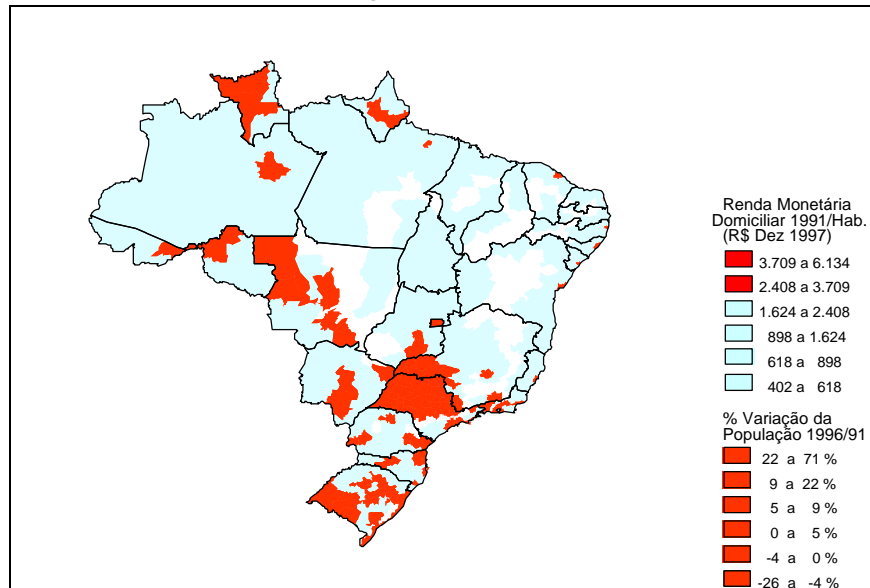 Renda Monetária
Domiciliar 1991/Hab.
(R$ Dez 1997)
3.709 a 6.134
2.408 a 3.709
1.624 a 2.408
898 a 1.624
618 a 898
402 a 618
% Variação da
População 1996/91
22 a 71 %
9 a 22 %
5 a 9 %
0 a 5 %
-4 a 0 %
-26 a -4 %